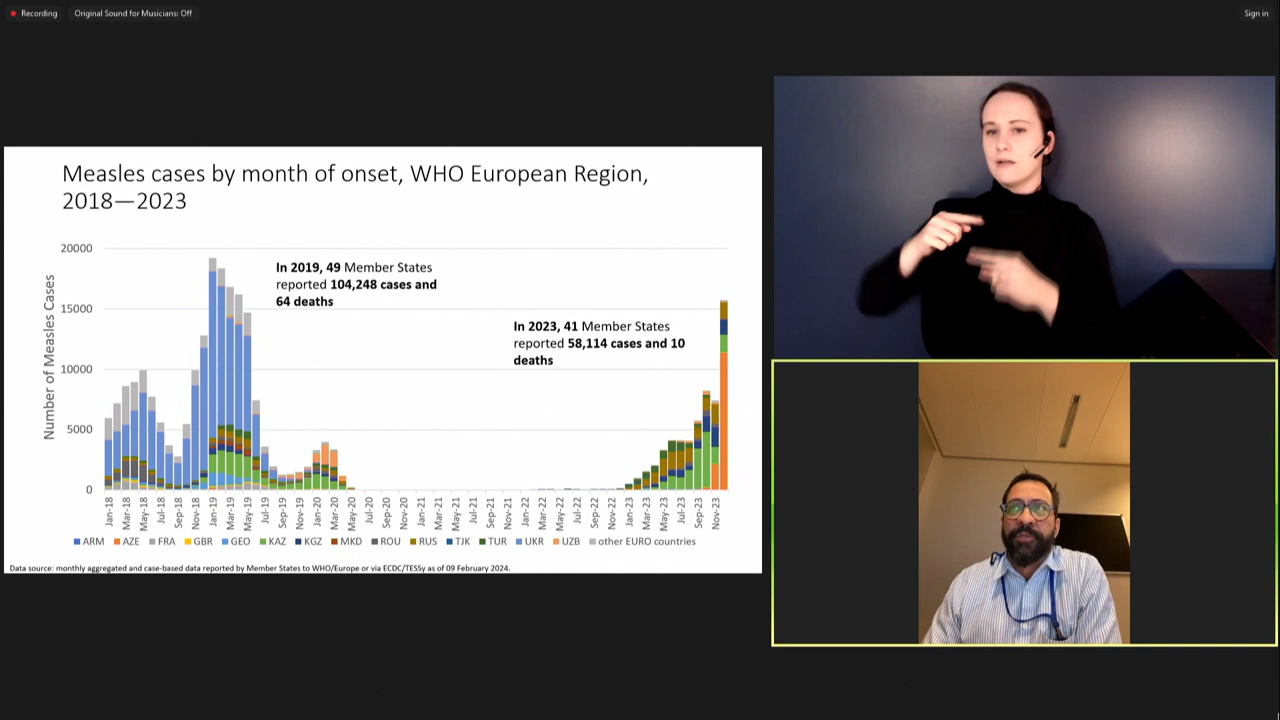 Recording
Original Sound for Musicians: Off
Sign in
Measles cases by month of onset, WHO European Region,
2018—2023
Number of Measles Cases
20000
15000
10000
5000
0
In 2019, 49 Member States
reported 104,248 cases and
64 deaths
In 2023, 41 Member States
reported 58,114 cases and 10
deaths
Jan-18 Mar-18 May-18 Jul-18 Sep-18 Nov-18 Jan-19 Mar-19 May-19 Jul-19 Sep-19 Nov-19 Jan-20 Mar-20 May-20 Jul-20 Sep-20 Nov-20 Jan-21 Mar-21 May-21 Jul-21 Sep-21 Nov-21 Jan-22 Mar-22 May-22 Jul-22 Sep-22 Nov-22 Jan-23 Mar-23 May-23 Jul-23 Sep-23 Nov-23
ARM AZE FRA GBR GEO KAZ KGZ MKD ROU RUS TJK TUR UKR UZB other EURO countries
Data source: monthly aggregated and case-based data reported by Member States to WHO/Europe or via ECDC/TESSy as of 09 February 2024.